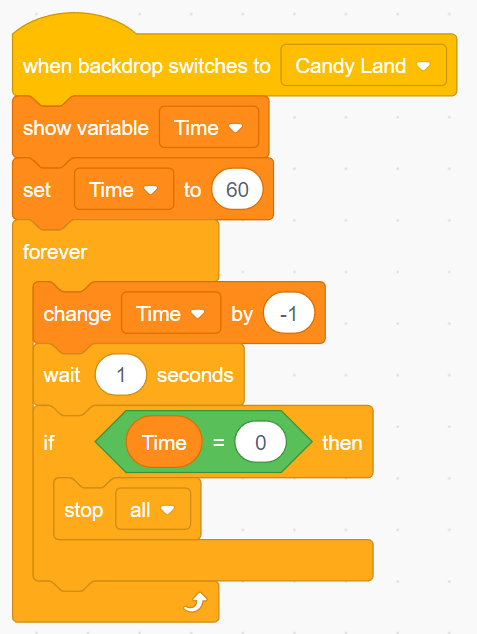 when backdrop switches to Candy Land
show variable Time
set Time to 60
forever
change Time by -1
wait 1 seconds
if Time = 0 then
stop all